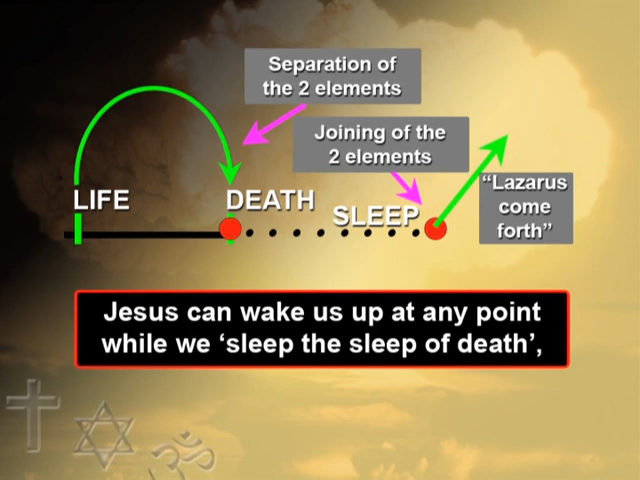 Separation of
the 2 elements
Joining of the
2 elements
LIFE
DEATH
SLEEP
“Lazarus
come
forth”
Jesus can wake us up at any point
while we ‘sleep the sleep of death’,
ॐ